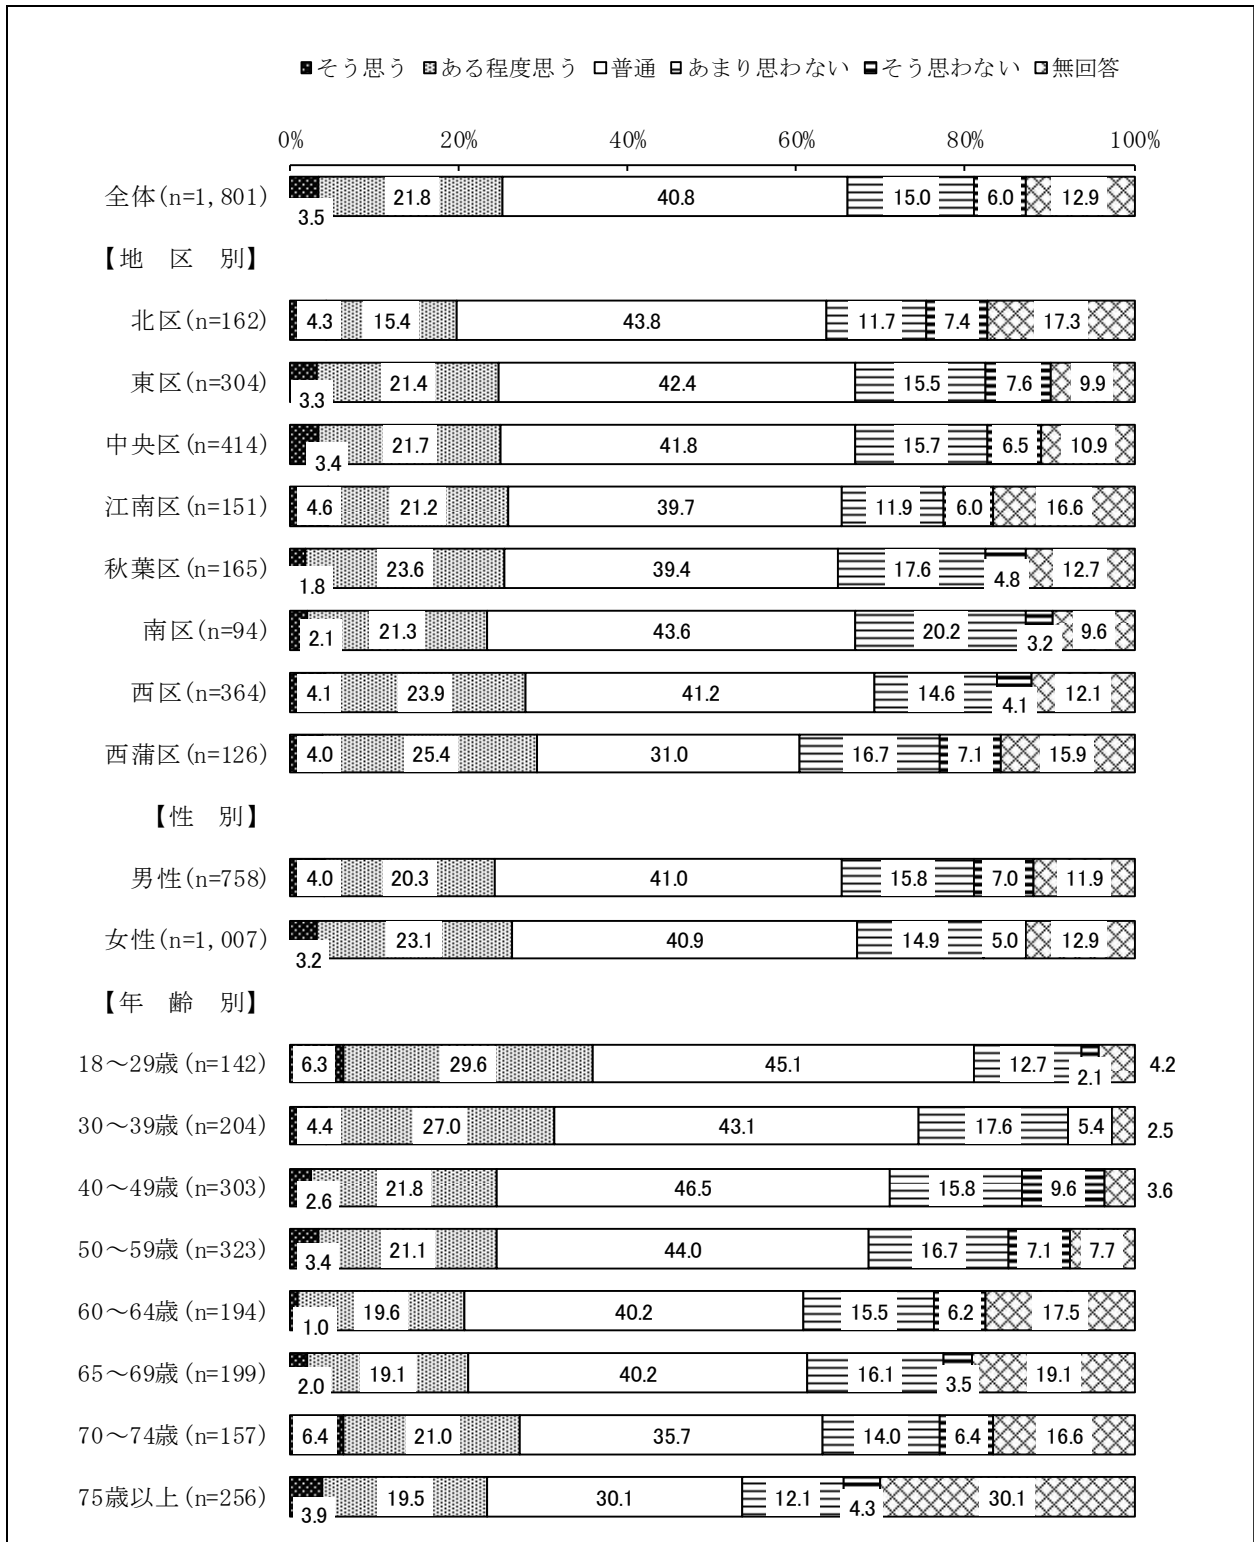 そう思う ある程度思う 普通 あまり思わない そう思わない 無回答
0% 20% 40% 60% 80% 100%
全体(n=1,801) 3.5 21.8 40.8 15.0 6.0 12.9
【地 区 別】
北区(n=162) 4.3 15.4 43.8 11.7 7.4 17.3
東区(n=304) 3.3 21.4 42.4 15.5 7.6 9.9
中央区(n=414) 3.4 21.7 41.8 15.7 6.5 10.9
江南区(n=151) 4.6 21.2 39.7 11.9 6.0 16.6
秋葉区(n=165) 1.8 23.6 39.4 17.6 4.8 12.7
南区(n=94) 2.1 21.3 43.6 20.2 3.2 9.6
西区(n=364) 4.1 23.9 41.2 14.6 4.1 12.1
西蒲区(n=126) 4.0 25.4 31.0 16.7 7.1 15.9
【性 別】
男性(n=758) 4.0 20.3 41.0 15.8 7.0 11.9
女性(n=1,007) 3.2 23.1 40.9 14.9 5.0 12.9
【年 齢 別】
18～29歳(n=142) 6.3 29.6 45.1 12.7 2.1 4.2
30～39歳(n=204) 4.4 27.0 43.1 17.6 5.4 2.5
40～49歳(n=303) 2.6 21.8 46.5 15.8 9.6 3.6
50～59歳(n=323) 3.4 21.1 44.0 16.7 7.1 7.7
60～64歳(n=194) 1.0 19.6 40.2 15.5 6.2 17.5
65～69歳(n=199) 2.0 19.1 40.2 16.1 3.5 19.1
70～74歳(n=157) 6.4 21.0 35.7 14.0 6.4 16.6
75歳以上(n=256) 3.9 19.5 30.1 12.1 4.3 30.1